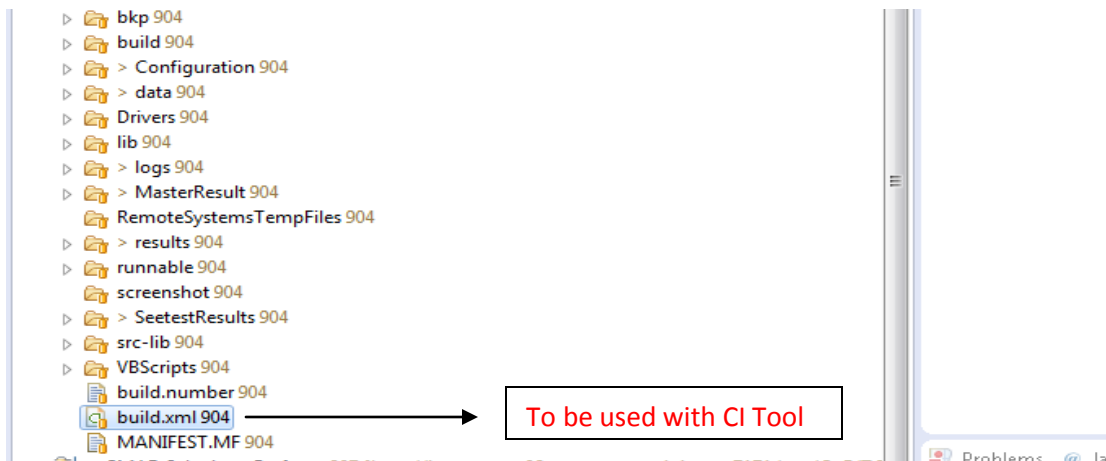 bkp 904
build 904
> Configuration 904
> data 904
Drivers 904
lib 904
> logs 904
> MasterResult 904
RemoteSystemsTempFiles 904
> results 904
runnable 904
screenshot 904
> SeetestResults 904
src-lib 904
VBScripts 904
build.number 904
build.xml 904
To be used with CI Tool
MANIFEST.MF 904
Problems @ Ja